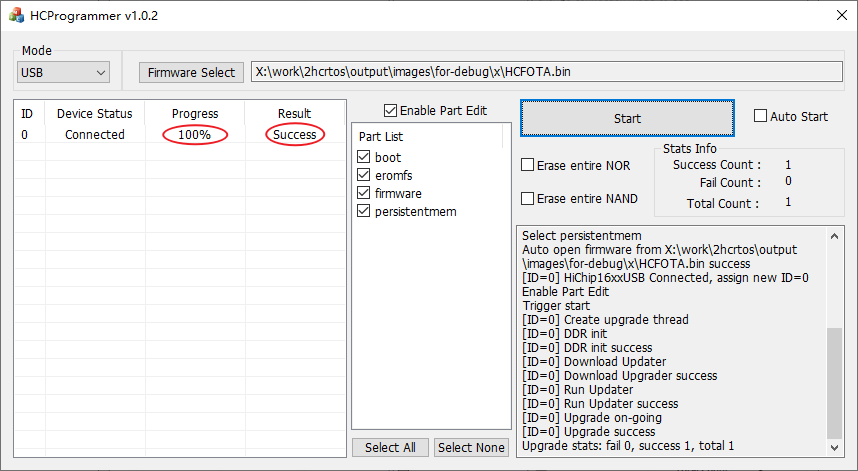 HCProgrammer v1.0.2
Mode
USB
Firmware Select
X:\work\2hcrtos\output\images\for-debug\x\HCFOTA.bin
ID Device Status Progress Result
0 Connected 100% Success
Enable Part Edit
Part List
boot
eromfs
firmware
persistentmem
Select All
Select None
Start
Auto Start
Erase entire NOR
Erase entire NAND
Stats Info
Success Count : 1
Fail Count : 0
Total Count : 1
Select persistentmem
Auto open firmware from X:\work\2hcrtos\output
\images\for-debug\x\HCFOTA.bin success
[ID=0] HiChip16xxUSB Connected, assign new ID=0
Enable Part Edit
Trigger start
[ID=0] Create upgrade thread
[ID=0] DDR init
[ID=0] DDR init success
[ID=0] Download Updater
[ID=0] Download Upgrader success
[ID=0] Run Updater
[ID=0] Run Updater success
[ID=0] Upgrade on-going
[ID=0] Upgrade success
Upgrade stats: fail 0, success 1, total 1